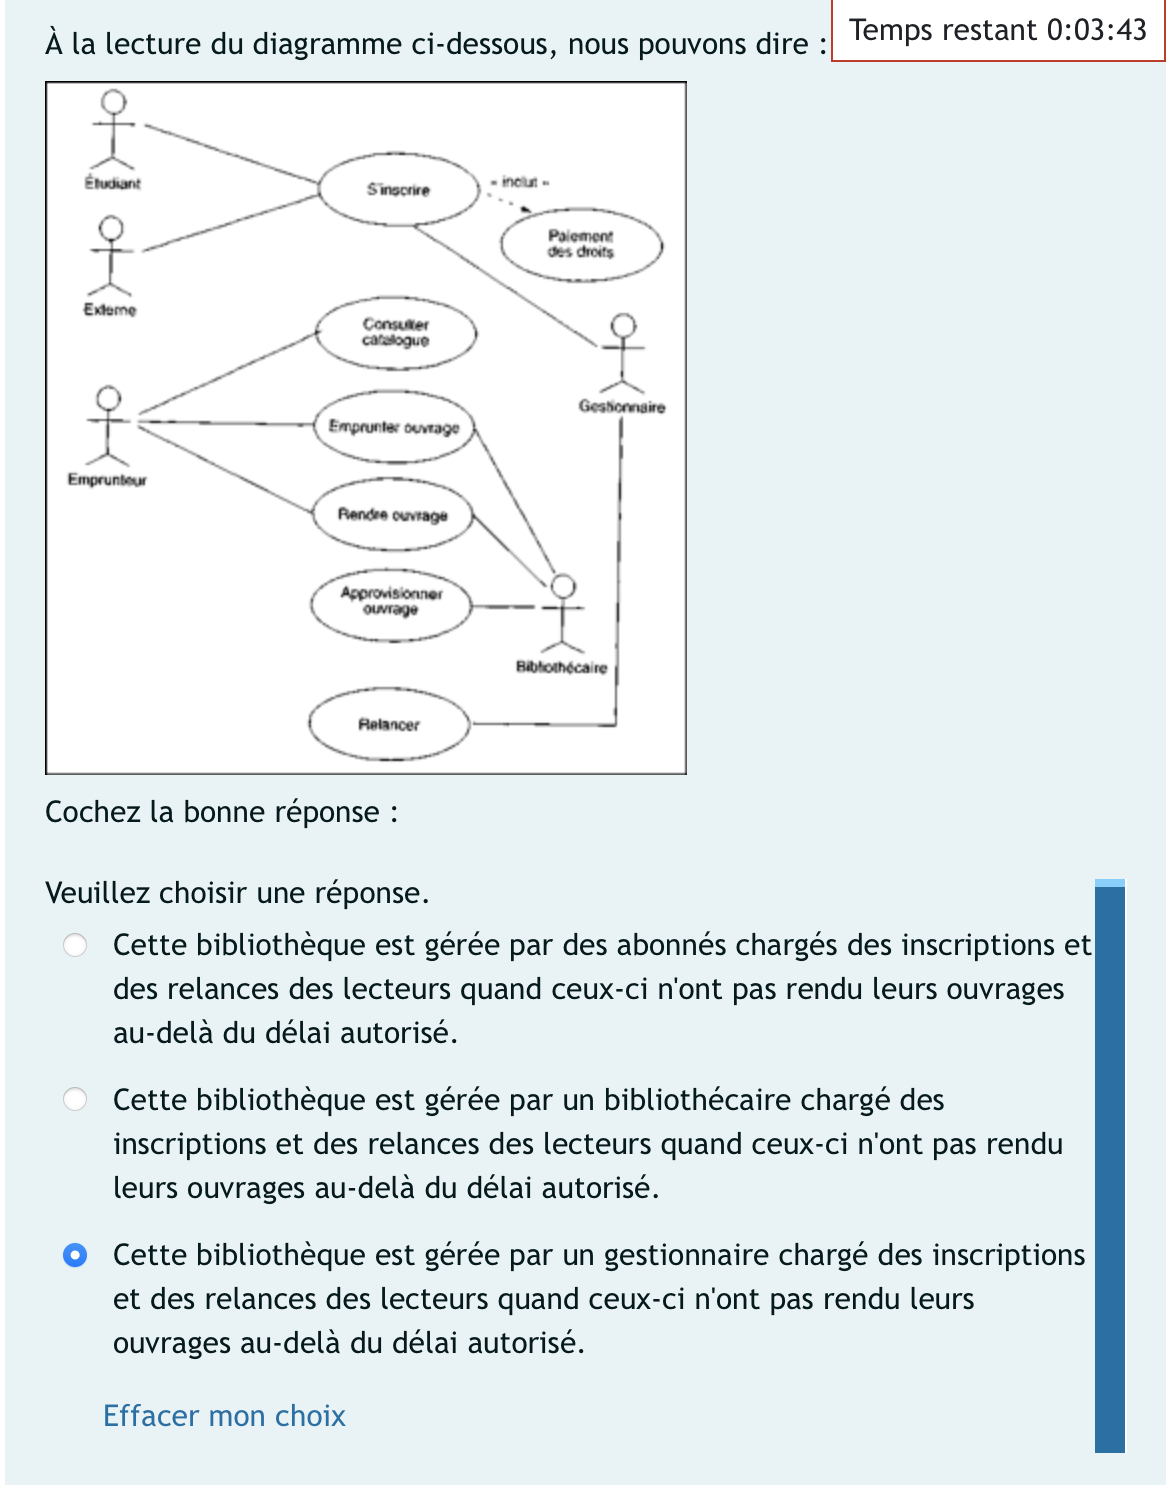 À la lecture du diagramme ci-dessous, nous pouvons dire :
Temps restant 0:03:43
Étudiant
S'inscrire
« inclut »
Paiement
des droits
Externe
Consulter
catalogue
Gestionnaire
Emprunter ouvrage
Emprunteur
Rendre ouvrage
Approvisionner
ouvrage
Bibliothécaire
Relancer
Cochez la bonne réponse :
Veuillez choisir une réponse.
Cette bibliothèque est gérée par des abonnés chargés des inscriptions et
des relances des lecteurs quand ceux-ci n'ont pas rendu leurs ouvrages
au-delà du délai autorisé.
Cette bibliothèque est gérée par un bibliothécaire chargé des
inscriptions et des relances des lecteurs quand ceux-ci n'ont pas rendu
leurs ouvrages au-delà du délai autorisé.
Cette bibliothèque est gérée par un gestionnaire chargé des inscriptions
et des relances des lecteurs quand ceux-ci n'ont pas rendu leurs
ouvrages au-delà du délai autorisé.
Effacer mon choix